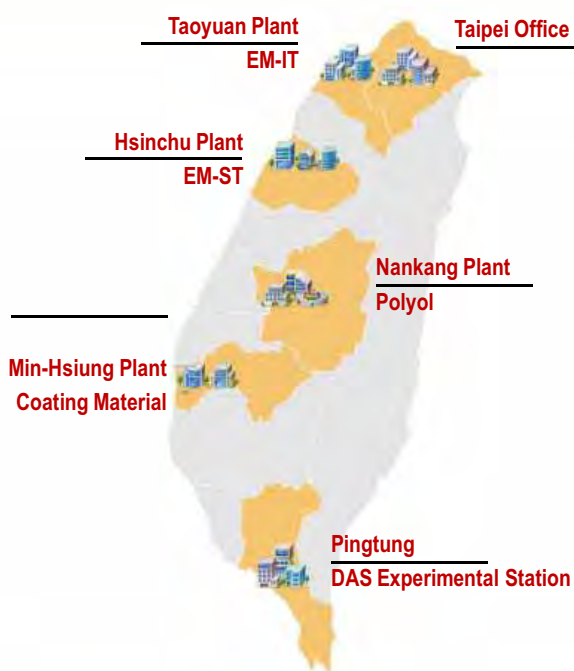 Taoyuan Plant
EM-IT
Taipei Office
Hsinchu Plant
EM-ST
Nankang Plant
Polyol
Min-Hsiung Plant
Coating Material
Pingtung
DAS Experimental Station